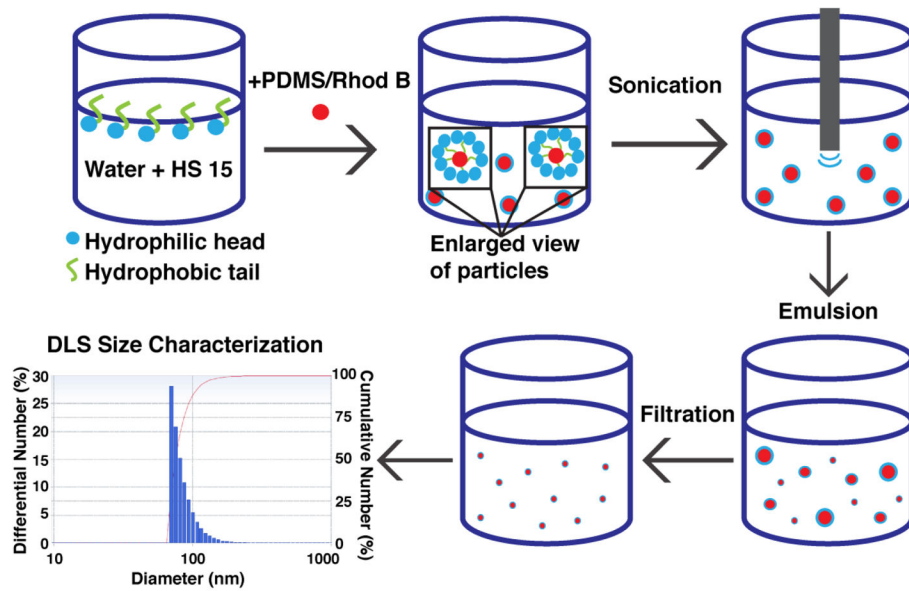 +PDMS/Rhod B
Sonication
Water + HS 15
Hydrophilic head
Hydrophobic tail
Enlarged view
of particles
Emulsion
Filtration
DLS Size Characterization
Differential Number (%)
30
25
20
15
10
5
0
10
100
1000
Diameter (nm)
100
75
50
25
0
Cumulative Number (%)